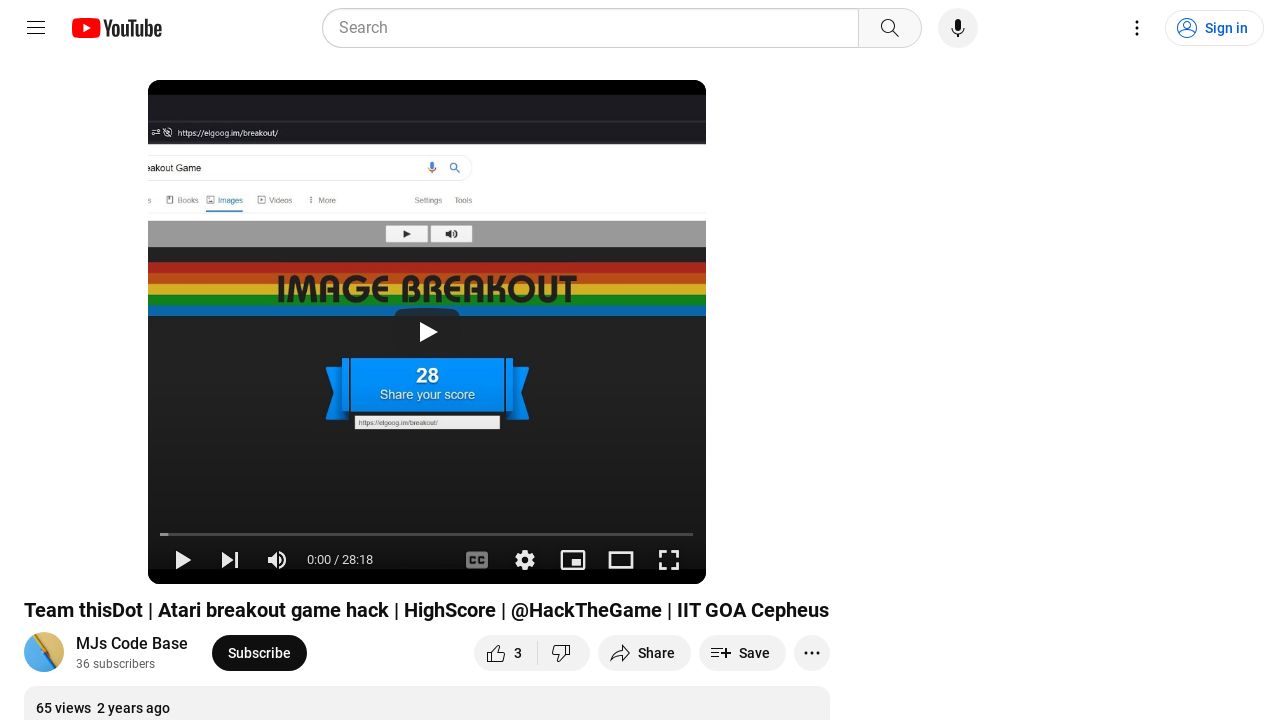 YouTube
Search
Sign in
https://elgoog.im/breakout/
eakout Game
s Books Images Videos More Settings Tools
IMAGE BREAKOUT
28
Share your score
https://elgoog.im/breakout/
CC
0:00 / 28:18
Team thisDot | Atari breakout game hack | HighScore | @HackTheGame | IIT GOA Cepheus
MJs Code Base
36 subscribers
Subscribe
3
Share
Save
65 views 2 years ago